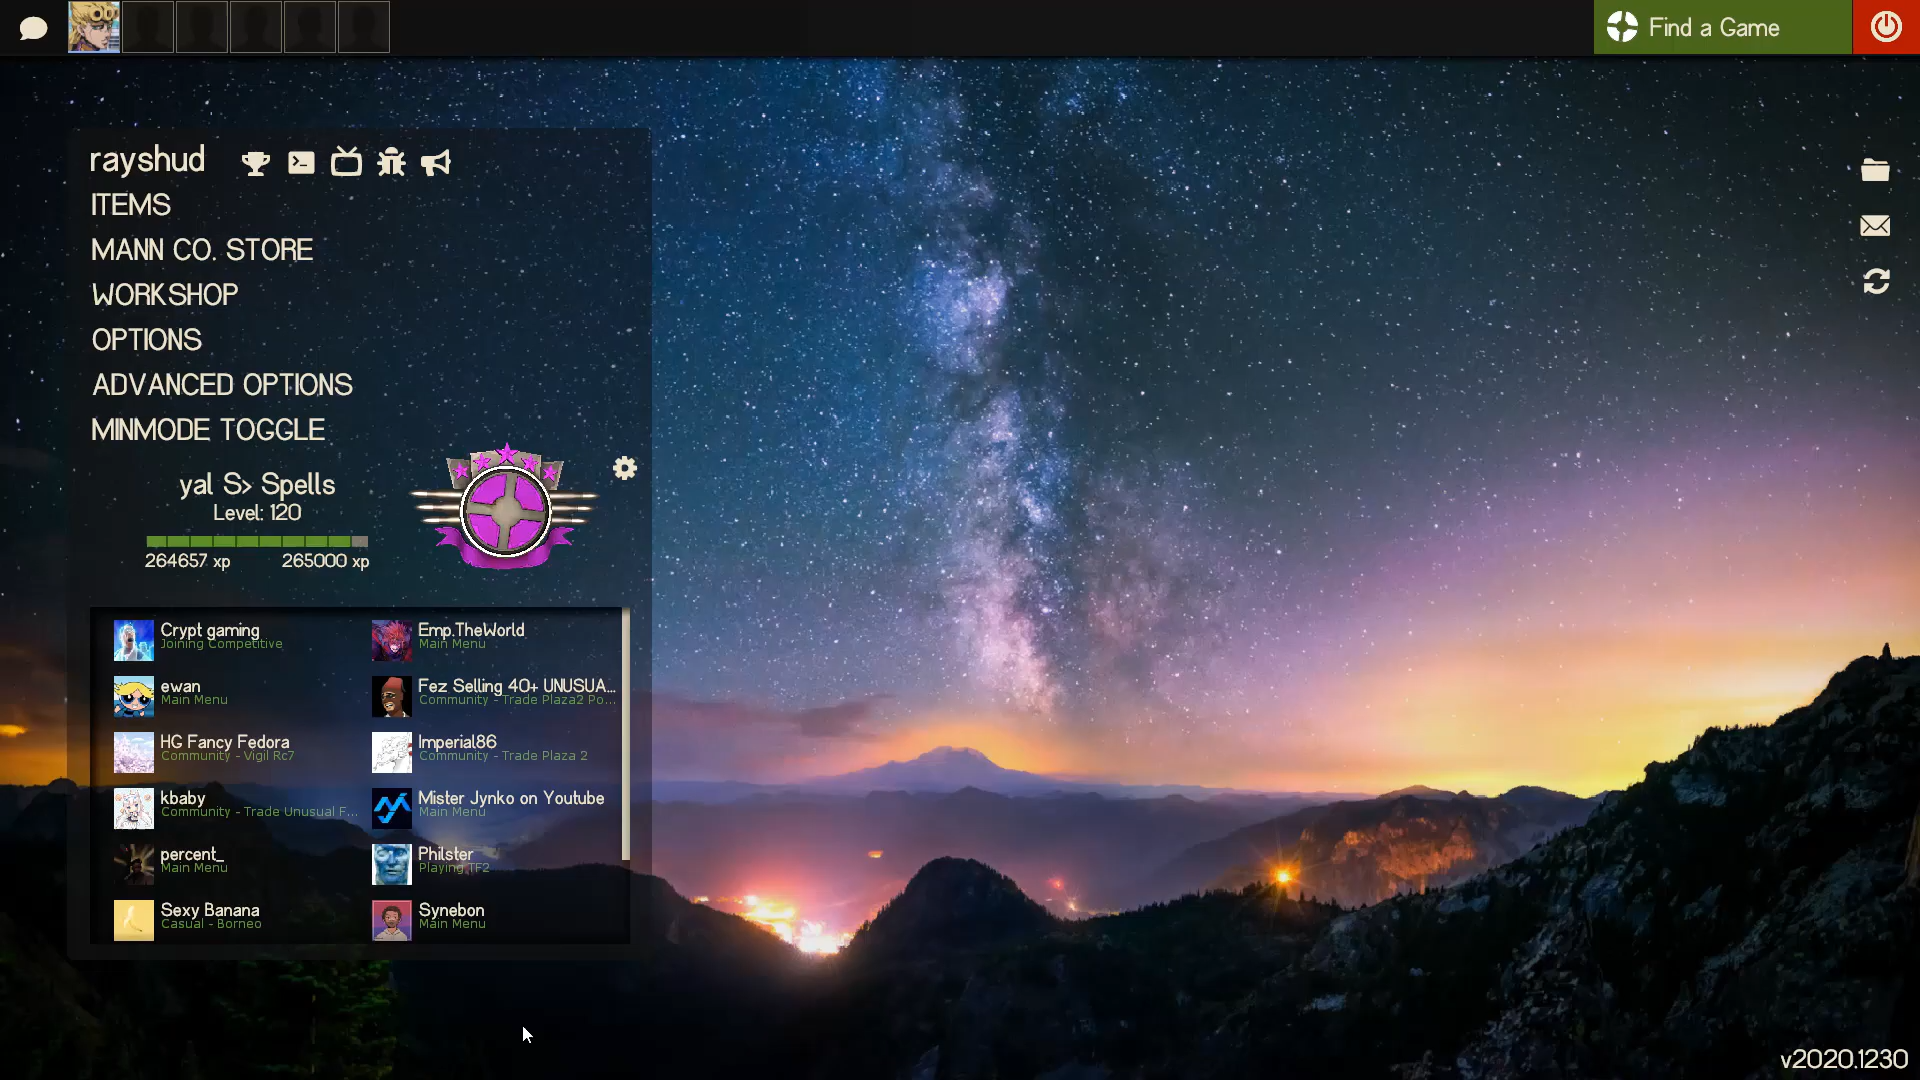 Find a Game
rayshud
ITEMS
MANN CO. STORE
WORKSHOP
OPTIONS
ADVANCED OPTIONS
MINMODE TOGGLE
yal S> Spells
Level: 120
264657 xp 265000 xp
Crypt gaming
Joining Competitive
Emp.TheWorld
Main Menu
ewan
Main Menu
Fez Selling 40+ UNUSUA...
Community - Trade Plaza2 Po...
HG Fancy Fedora
Community - Vigil Rc7
Imperial86
Community - Trade Plaza 2
kbaby
Community - Trade Unusual F...
Mister Jynko on Youtube
Main Menu
percent_
Main Menu
Philster
Playing TF2
Sexy Banana
Casual - Borneo
Synebon
Main Menu
v2020.1230